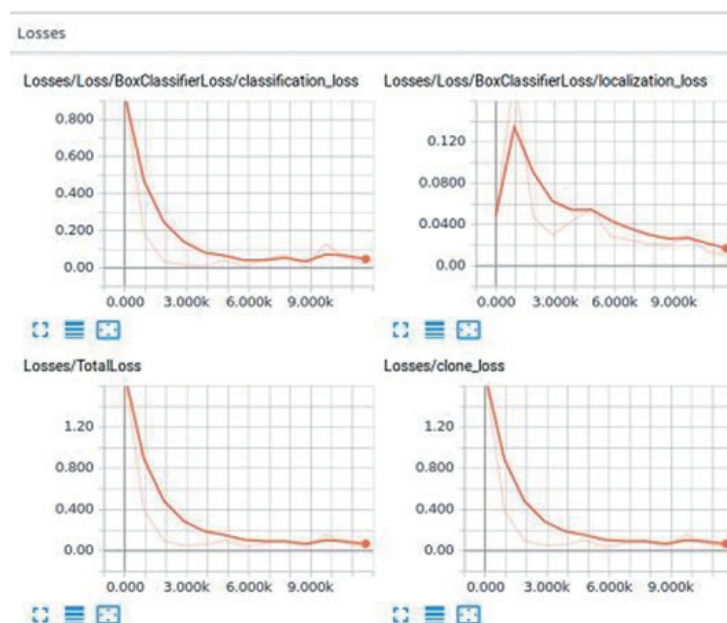 Losses
Losses/Loss/BoxClassifierLoss/classification_loss
0.800
0.600
0.400
0.200
0.00
0.000 3.000k 6.000k 9.000k
Losses/Loss/BoxClassifierLoss/localization_loss
0.120
0.0800
0.0400
0.00
0.000 3.000k 6.000k 9.000k
Losses/TotalLoss
1.20
0.800
0.400
0.00
0.000 3.000k 6.000k 9.000k
Losses/clone_loss
1.20
0.800
0.400
0.00
0.000 3.000k 6.000k 9.000k